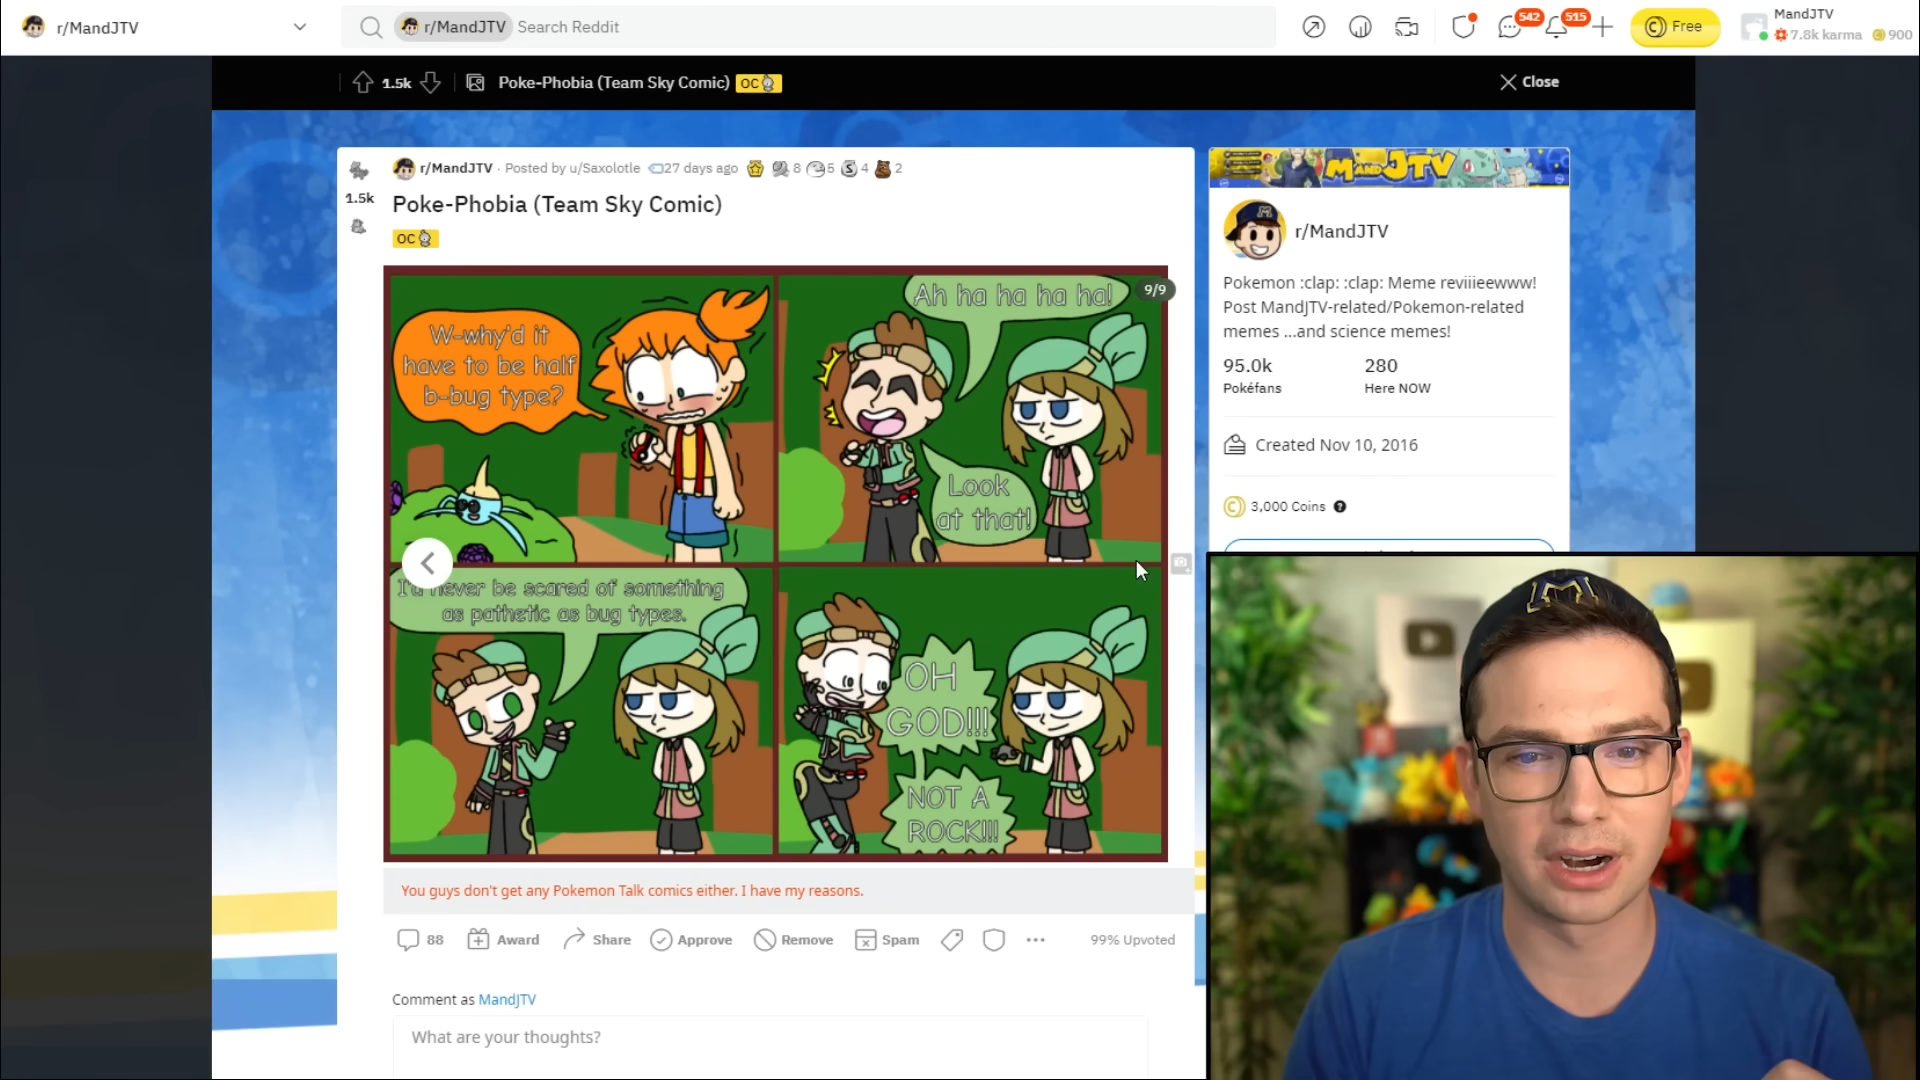 r/MandJTV
r/MandJTV Search Reddit
542
515
Free
MandJTV
7.8k karma 900
1.5k Poke-Phobia (Team Sky Comic) OC
Close
r/MandJTV · Posted by u/Saxolotle 27 days ago 8 5 4 2
1.5k
Poke-Phobia (Team Sky Comic)
OC
9/9
W-why'd it
have to be half
b-bug type?
Ah ha ha ha ha!
Look
at that!
I'd never be scared of something
as pathetic as bug types.
OH
GOD!!!
NOT A
ROCK!!!
You guys don't get any Pokemon Talk comics either. I have my reasons.
88 Award Share Approve Remove Spam 99% Upvoted
Comment as MandJTV
What are your thoughts?
MANDJTV
M
r/MandJTV
Pokemon :clap: :clap: Meme reviiieewww!
Post MandJTV-related/Pokemon-related
memes ...and science memes!
95.0k 280
Pokéfans Here NOW
Created Nov 10, 2016
3,000 Coins
M